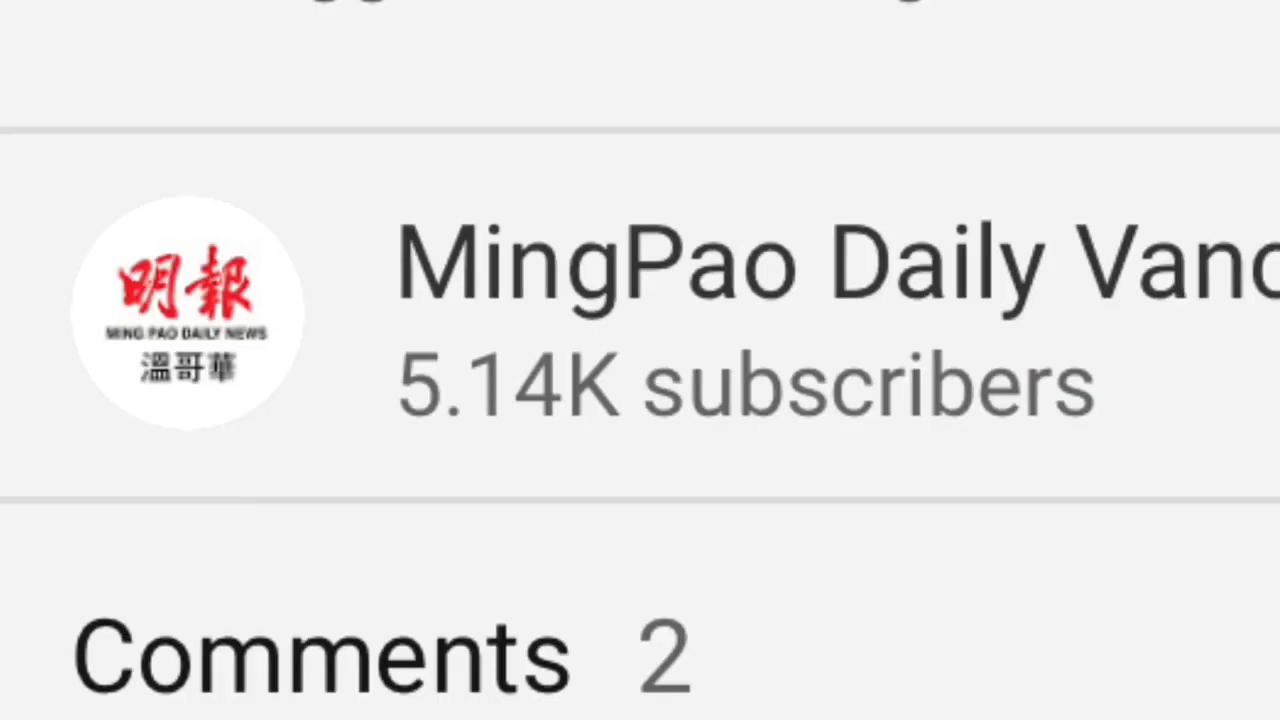 明報
MING PAO DAILY NEWS
溫哥華
MingPao Daily Vanc
5.14K subscribers
Comments 2